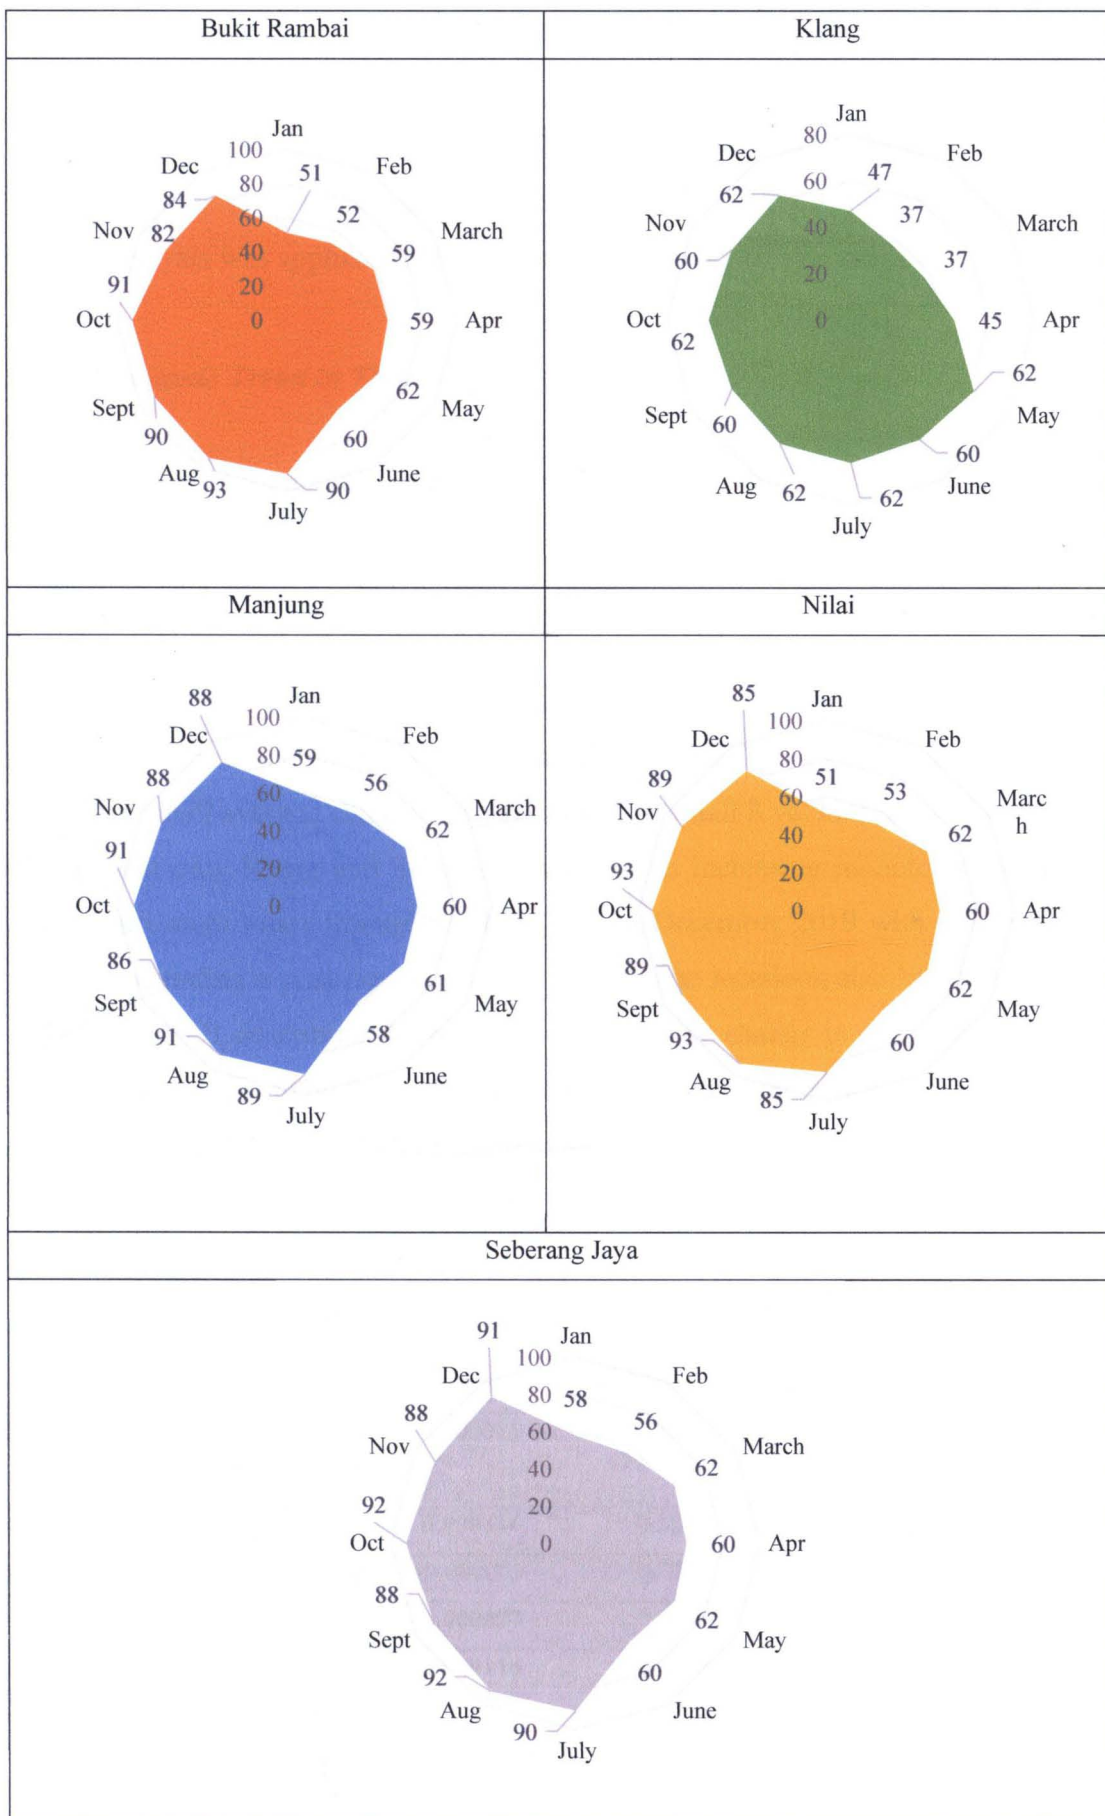 Bukit Rambai
Jan
100
Dec
51
Feb
84
80
60
52
Nov
82
March
59
40
91
20
Oct
0
59
Apr
62
Sept
May
90
60
Aug
June
93
90
July
Klang
Jan
80
Dec
Feb
62
60
47
37
Nov
40
March
60
20
37
Oct
0
45
Apr
62
62
Sept
60
May
60
Aug
62
62
June
July
Manjung
88
Jan
100
Dec
Feb
80
59
88
56
60
Nov
March
40
62
91
20
Oct
0
60
Apr
86
61
Sept
May
91
58
Aug
June
89
July
Nilai
85
Jan
100
Dec
Feb
89
80
51
53
60
Marc
h
Nov
40
62
93
20
Oct
0
60
Apr
89
62
Sept
May
93
60
Aug
June
85
July
Seberang Jaya
91
Jan
100
Dec
Feb
80
58
88
56
60
Nov
March
40
62
92
20
Oct
0
60
Apr
88
62
Sept
May
92
60
Aug
June
90
July